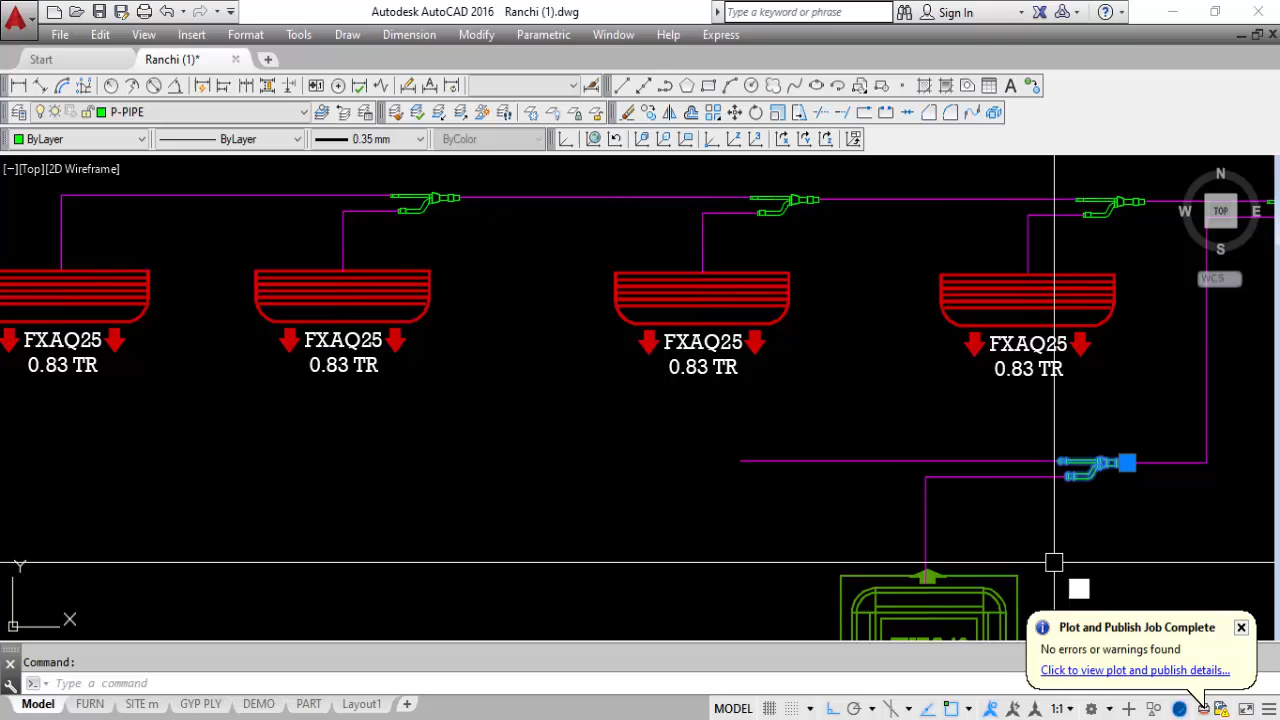 Autodesk AutoCAD 2016 Ranchi (1).dwg
Type a keyword or phrase
Sign In
File Edit View Insert Format Tools Draw Dimension Modify Parametric Window Help Express
Start
Ranchi (1)*
A
P-PIPE
ByLayer
ByLayer
0.35 mm
ByColor
[−][Top][2D Wireframe]
N
W TOP E
S
WCS
FXAQ25
0.83 TR
FXAQ25
0.83 TR
FXAQ25
0.83 TR
FXAQ25
0.83 TR
Y
X
Plot and Publish Job Complete
No errors or warnings found
Click to view plot and publish details...
Command:
Type a command
Model FURN SITE m GYP PLY DEMO PART Layout1
MODEL
1:1